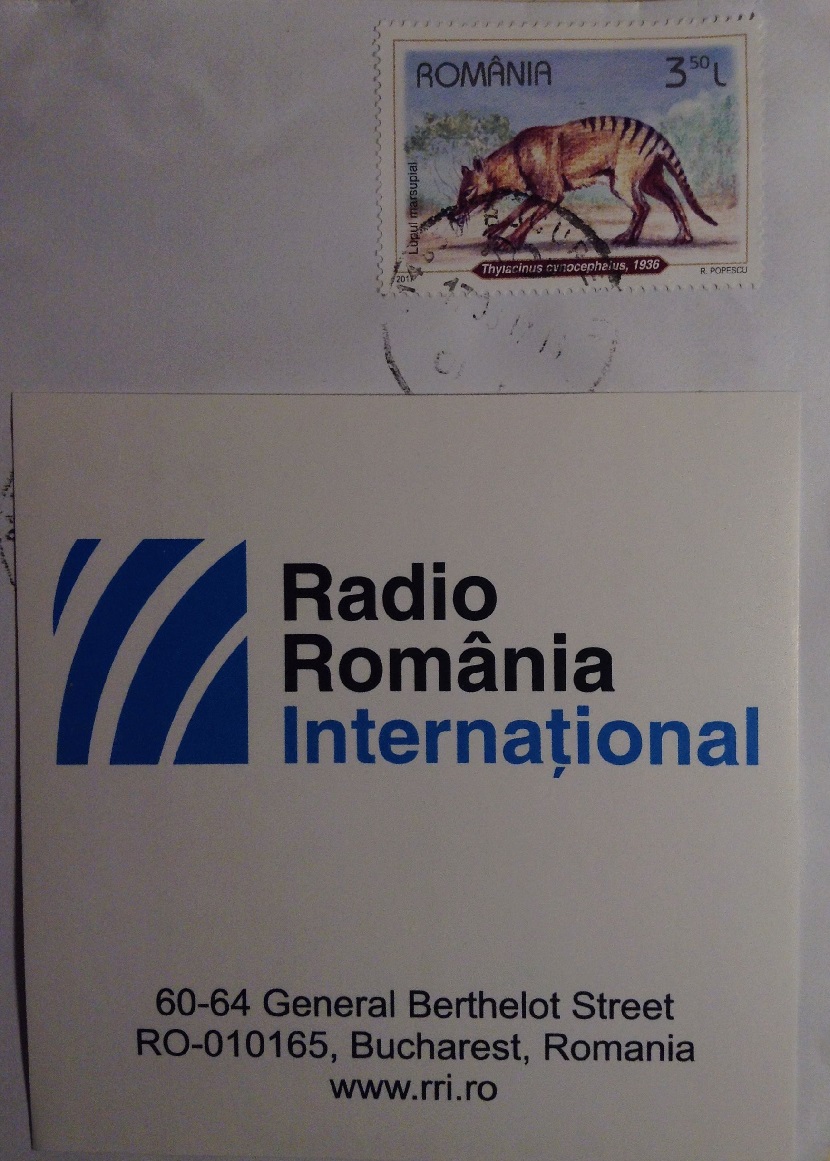 ROMÂNIA 3⁵⁰ L
Lupul marsupial
Thylacinus cynocephalus, 1936
R. POPESCU
Radio
România
Internațional
60-64 General Berthelot Street
RO-010165, Bucharest, Romania
www.rri.ro